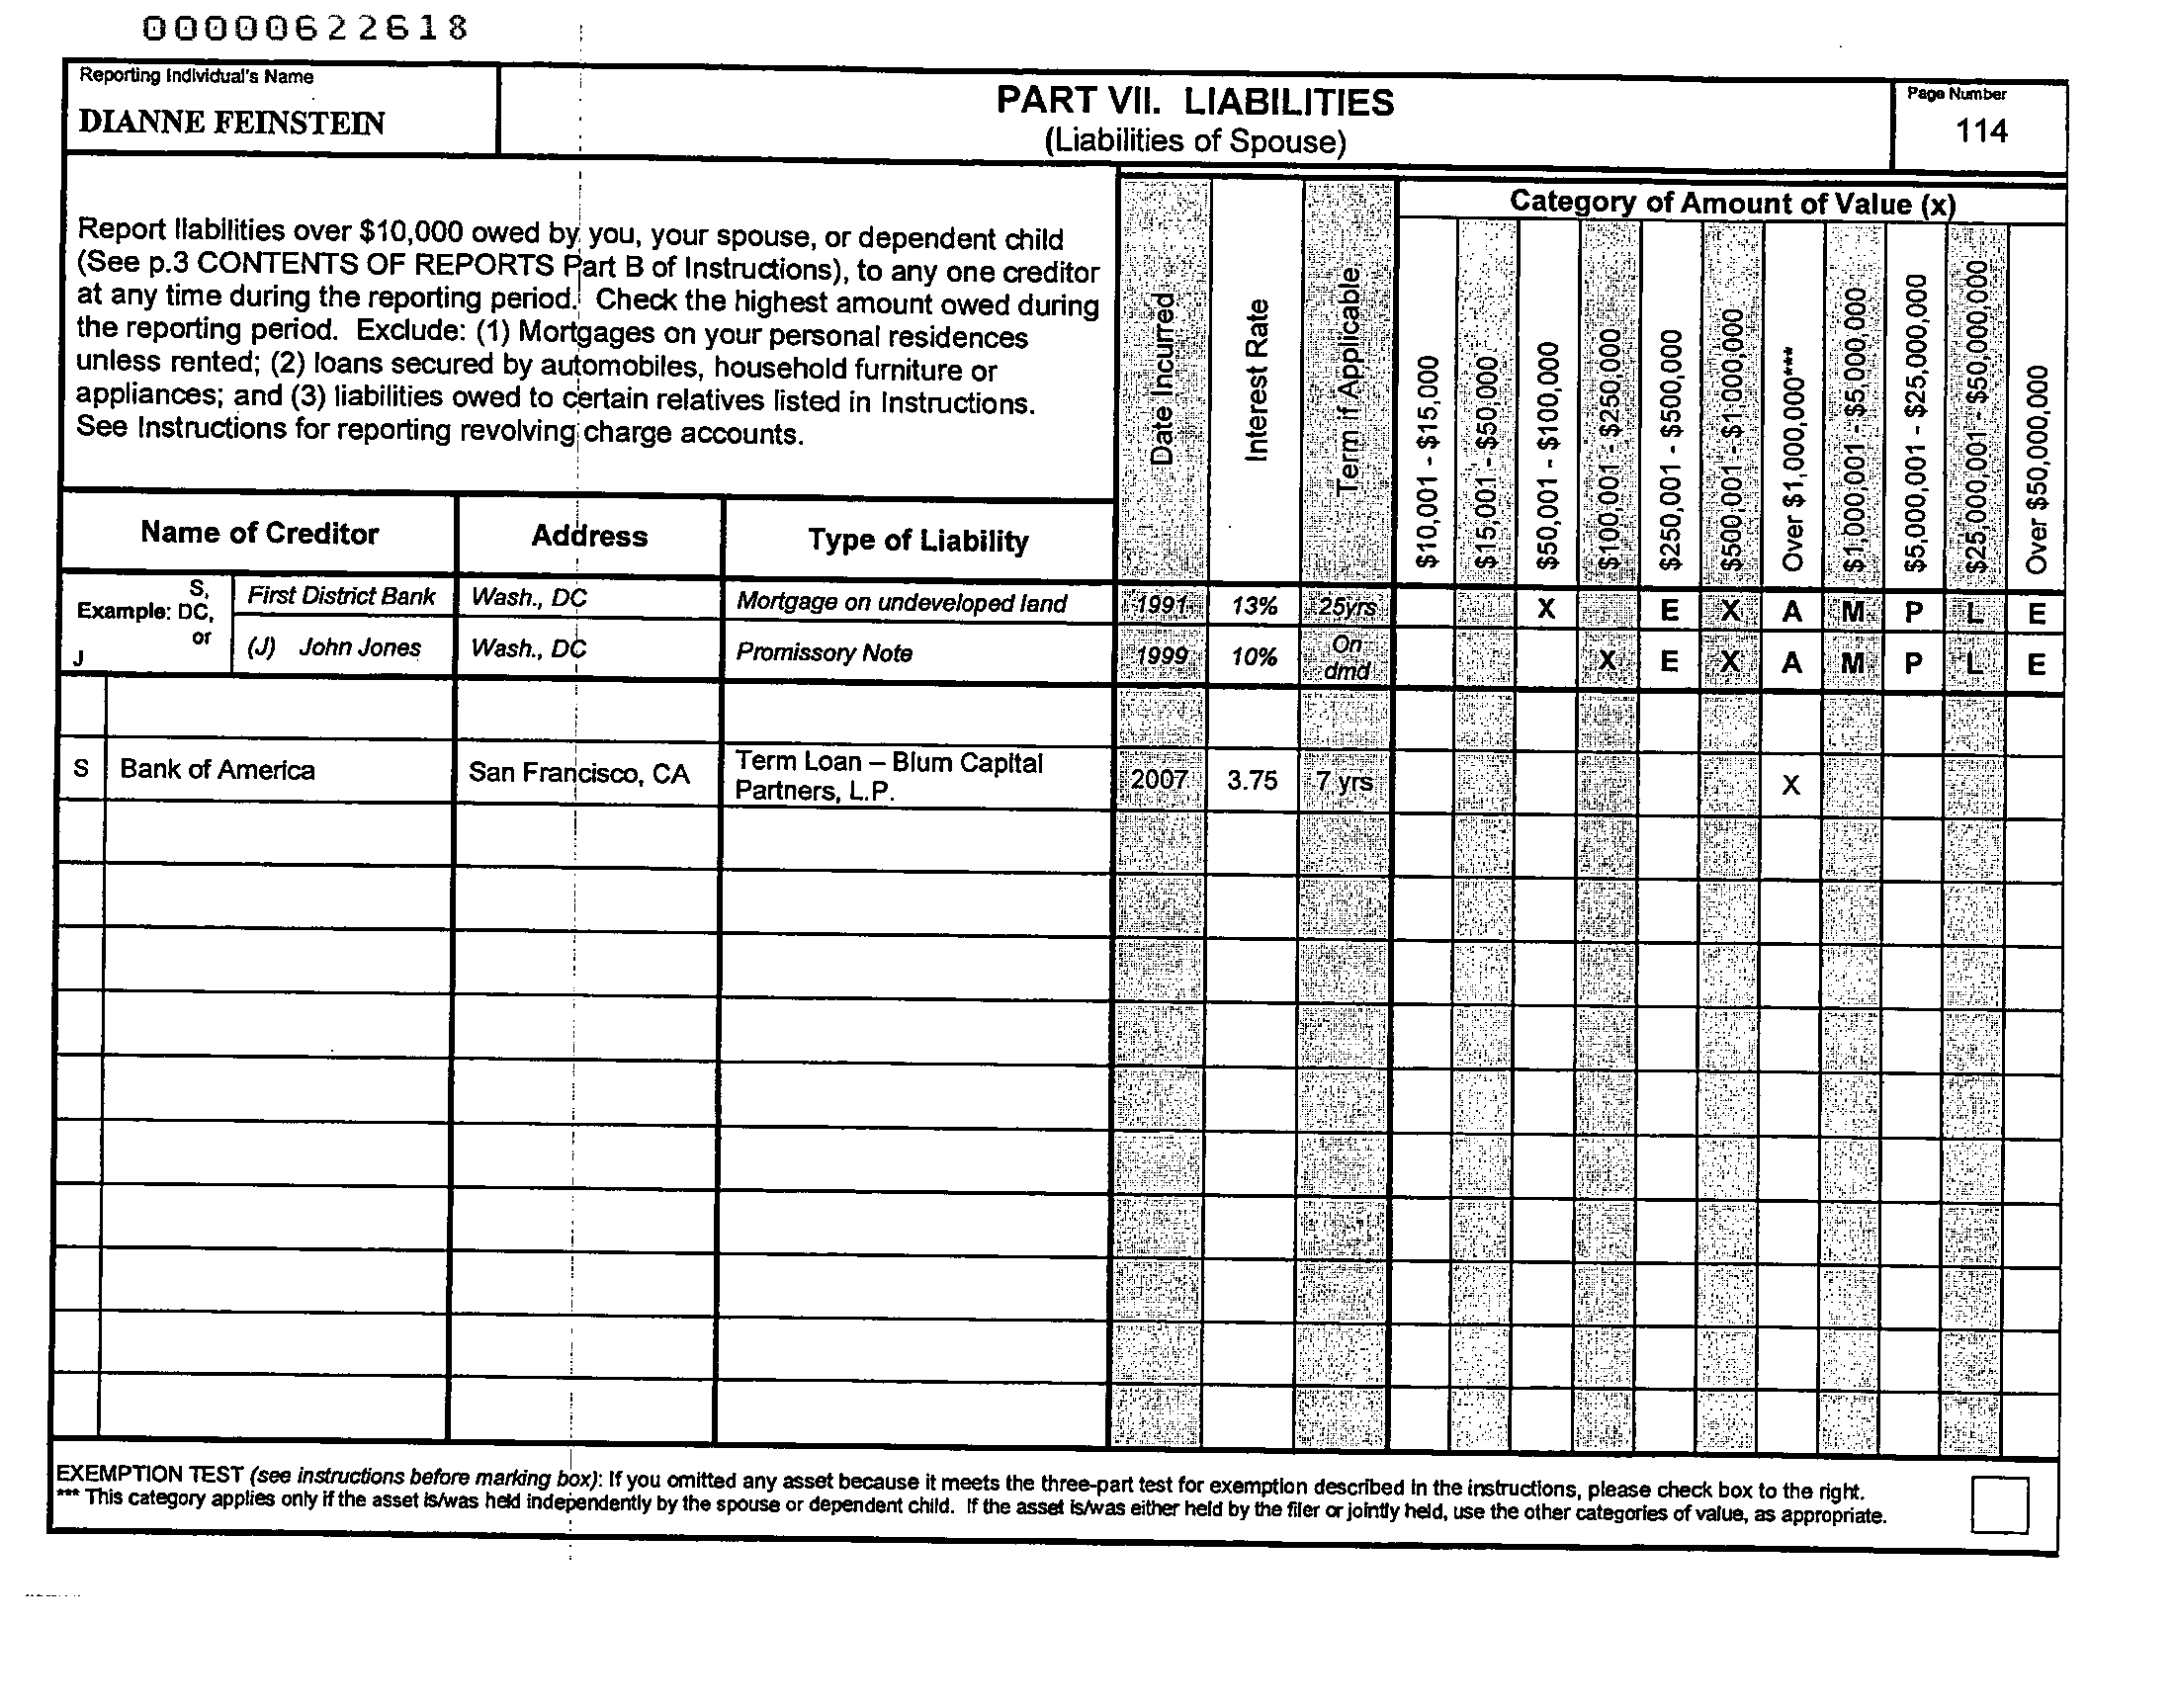 00000622618
Reporting Individual's Name
DIANNE FEINSTEIN
PART VII. LIABILITIES
(Liabilities of Spouse)
Page Number
114
Report liabilities over $10,000 owed by you, your spouse, or dependent child
(See p.3 CONTENTS OF REPORTS Part B of Instructions), to any one creditor
at any time during the reporting period. Check the highest amount owed during
the reporting period. Exclude: (1) Mortgages on your personal residences
unless rented; (2) loans secured by automobiles, household furniture or
appliances; and (3) liabilities owed to certain relatives listed in Instructions.
See Instructions for reporting revolving charge accounts.
Date Incurred
Interest Rate
Term if Applicable
Category of Amount of Value (x)
$10,001 - $15,000
$15,001 - $50,000
$50,001 - $100,000
$100,001 - $250,000
$250,001 - $500,000
$500,001 - $1,000,000
Over $1,000,000***
$1,000,001 - $5,000,000
$5,000,001 - $25,000,000
$25,000,001 - $50,000,000
Over $50,000,000
Name of Creditor Address Type of Liability
Example: S, DC, or J
First District Bank Wash., DC Mortgage on undeveloped land 1991 13% 25yrs X E X A M P L E
(J) John Jones Wash., DC Promissory Note 1999 10% On dmd X E X A M P L E
S Bank of America San Francisco, CA Term Loan – Blum Capital Partners, L.P. 2007 3.75 7 yrs X
EXEMPTION TEST (see instructions before marking box): If you omitted any asset because it meets the three-part test for exemption described in the instructions, please check box to the right.
*** This category applies only if the asset is/was held independently by the spouse or dependent child. If the asset is/was either held by the filer or jointly held, use the other categories of value, as appropriate.